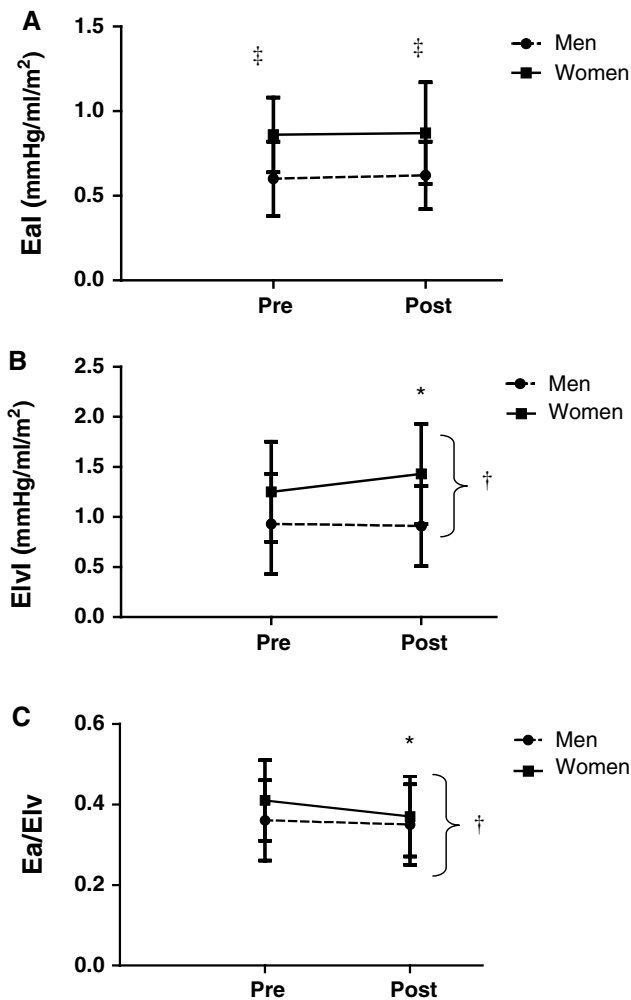 A
EaI (mmHg/ml/m²)
1.5
1.0
0.5
0.0
‡
‡
Pre
Post
Men
Women
B
ElvI (mmHg/ml/m²)
2.5
2.0
1.5
1.0
0.5
0.0
*
†
Pre
Post
Men
Women
C
Ea/Elv
0.6
0.4
0.2
0.0
*
†
Pre
Post
Men
Women